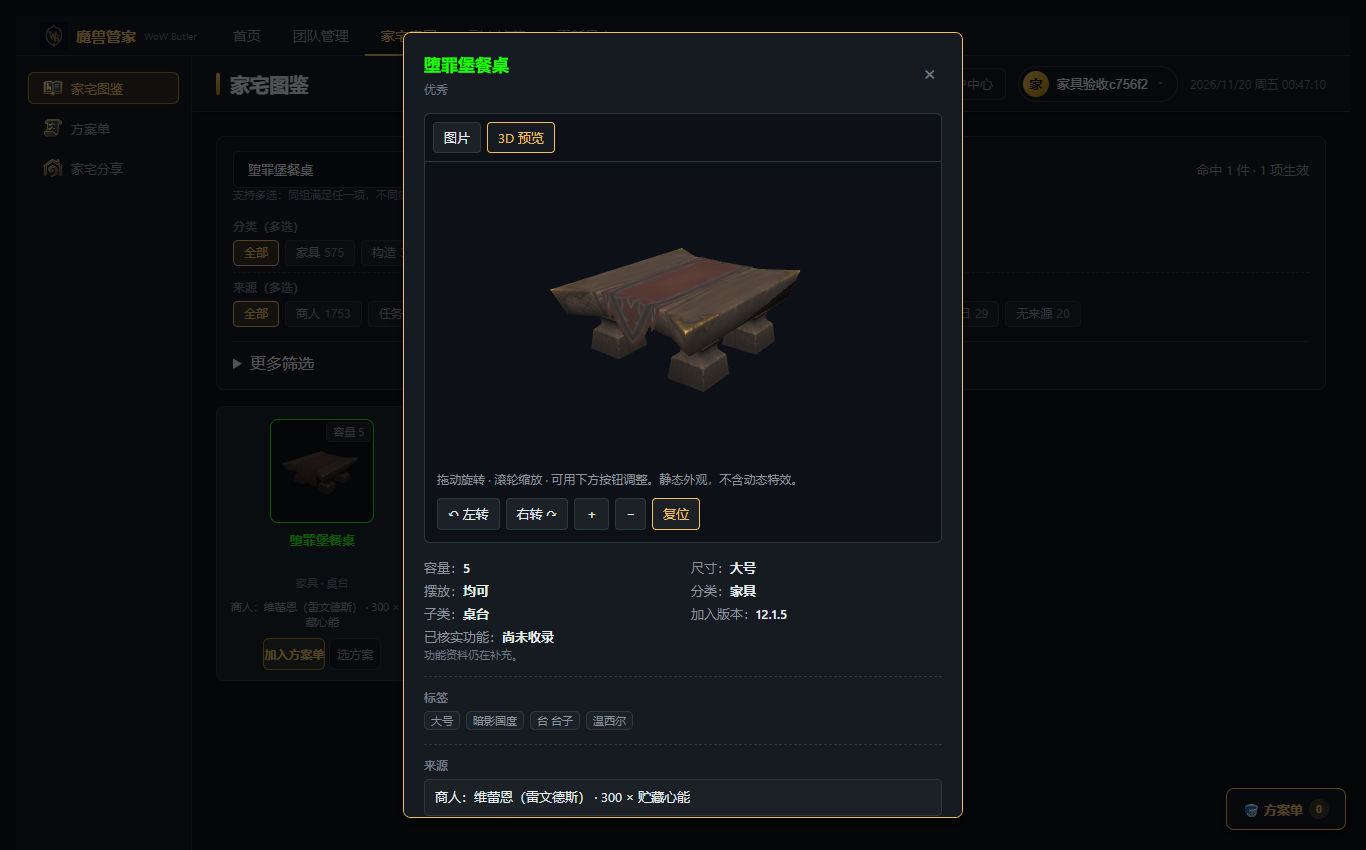 魔兽管家 WoW Butler 首页 团队管理
家宅图鉴
方案单
家宅分享
家宅图鉴
家 家具验收c756f2 2026/11/20 周五 00:47:10
堕罪堡餐桌
命中 1 件 · 1 项生效
支持多选：同组满足任一项，不同
分类（多选）
全部 家具 575 构造
来源（多选）
全部 商人 1753 任务
29 无来源 20
▶ 更多筛选
容量 5
堕罪堡餐桌
家具 · 桌台
商人：维蕾恩（雷文德斯） · 300 ×
藏心能
加入方案单 选方案
堕罪堡餐桌
优秀
×
图片 3D 预览
拖动旋转 · 滚轮缩放 · 可用下方按钮调整。静态外观，不含动态特效。
↶ 左转 右转 ↷ + − 复位
容量：5 尺寸：大号
摆放：均可 分类：家具
子类：桌台 加入版本：12.1.5
已核实功能：尚未收录
功能资料仍在补充。
标签
大号 暗影国度 台 台子 温西尔
来源
商人：维蕾恩（雷文德斯） · 300 × 贮藏心能
方案单 0